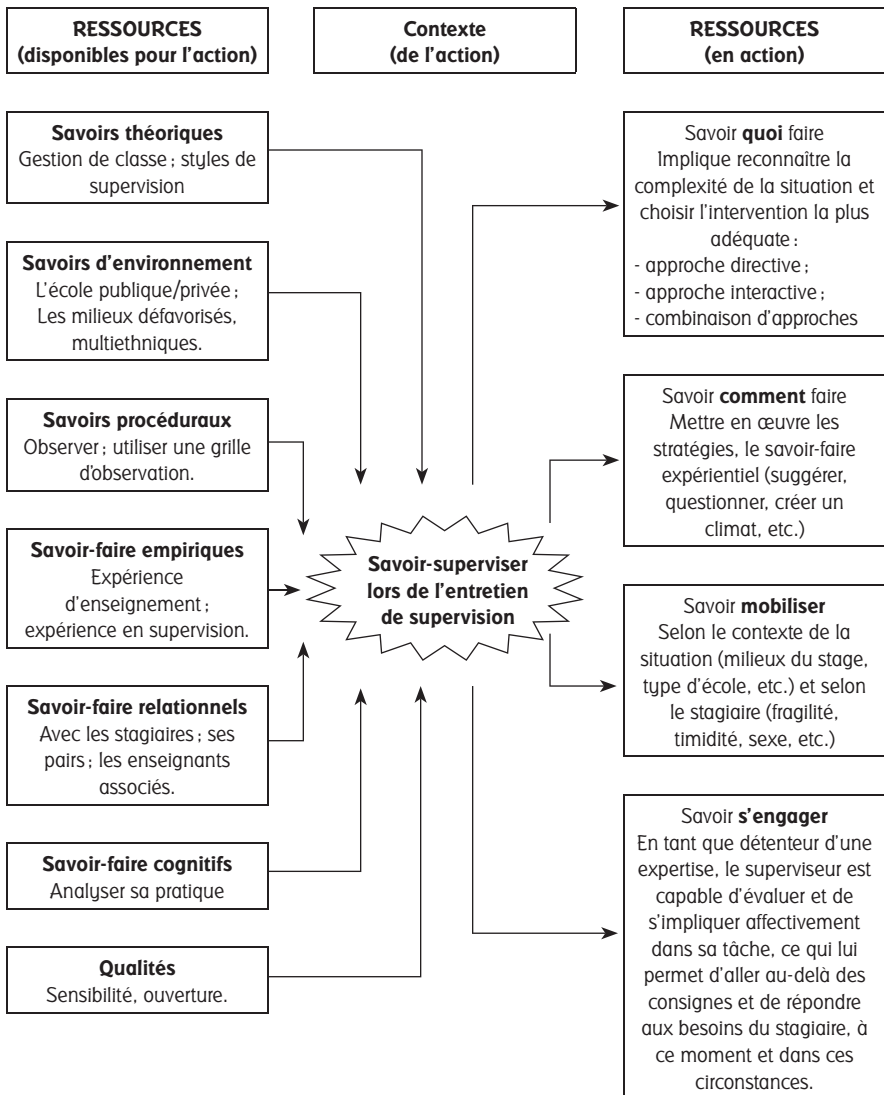 RESSOURCES
(disponibles pour l'action)
Contexte
(de l'action)
RESSOURCES
(en action)
Savoirs théoriques
Gestion de classe ; styles de
supervision
Savoirs d'environnement
L'école publique/privée ;
Les milieux défavorisés,
multiethniques.
Savoirs procéduraux
Observer ; utiliser une grille
d'observation.
Savoir-faire empiriques
Expérience
d'enseignement ;
expérience en supervision.
Savoir-faire relationnels
Avec les stagiaires ; ses
pairs ; les enseignants
associés.
Savoir-faire cognitifs
Analyser sa pratique
Qualités
Sensibilité, ouverture.
Savoir-superviser
lors de l'entretien
de supervision
Savoir quoi faire
Implique reconnaître la
complexité de la situation et
choisir l'intervention la plus
adéquate :
- approche directive ;
- approche interactive ;
- combinaison d'approches
Savoir comment faire
Mettre en œuvre les
stratégies, le savoir-faire
expérientiel (suggérer,
questionner, créer un
climat, etc.)
Savoir mobiliser
Selon le contexte de la
situation (milieux du stage,
type d'école, etc.) et selon
le stagiaire (fragilité,
timidité, sexe, etc.)
Savoir s'engager
En tant que détenteur d'une
expertise, le superviseur est
capable d'évaluer et de
s'impliquer affectivement
dans sa tâche, ce qui lui
permet d'aller au-delà des
consignes et de répondre
aux besoins du stagiaire, à
ce moment et dans ces
circonstances.